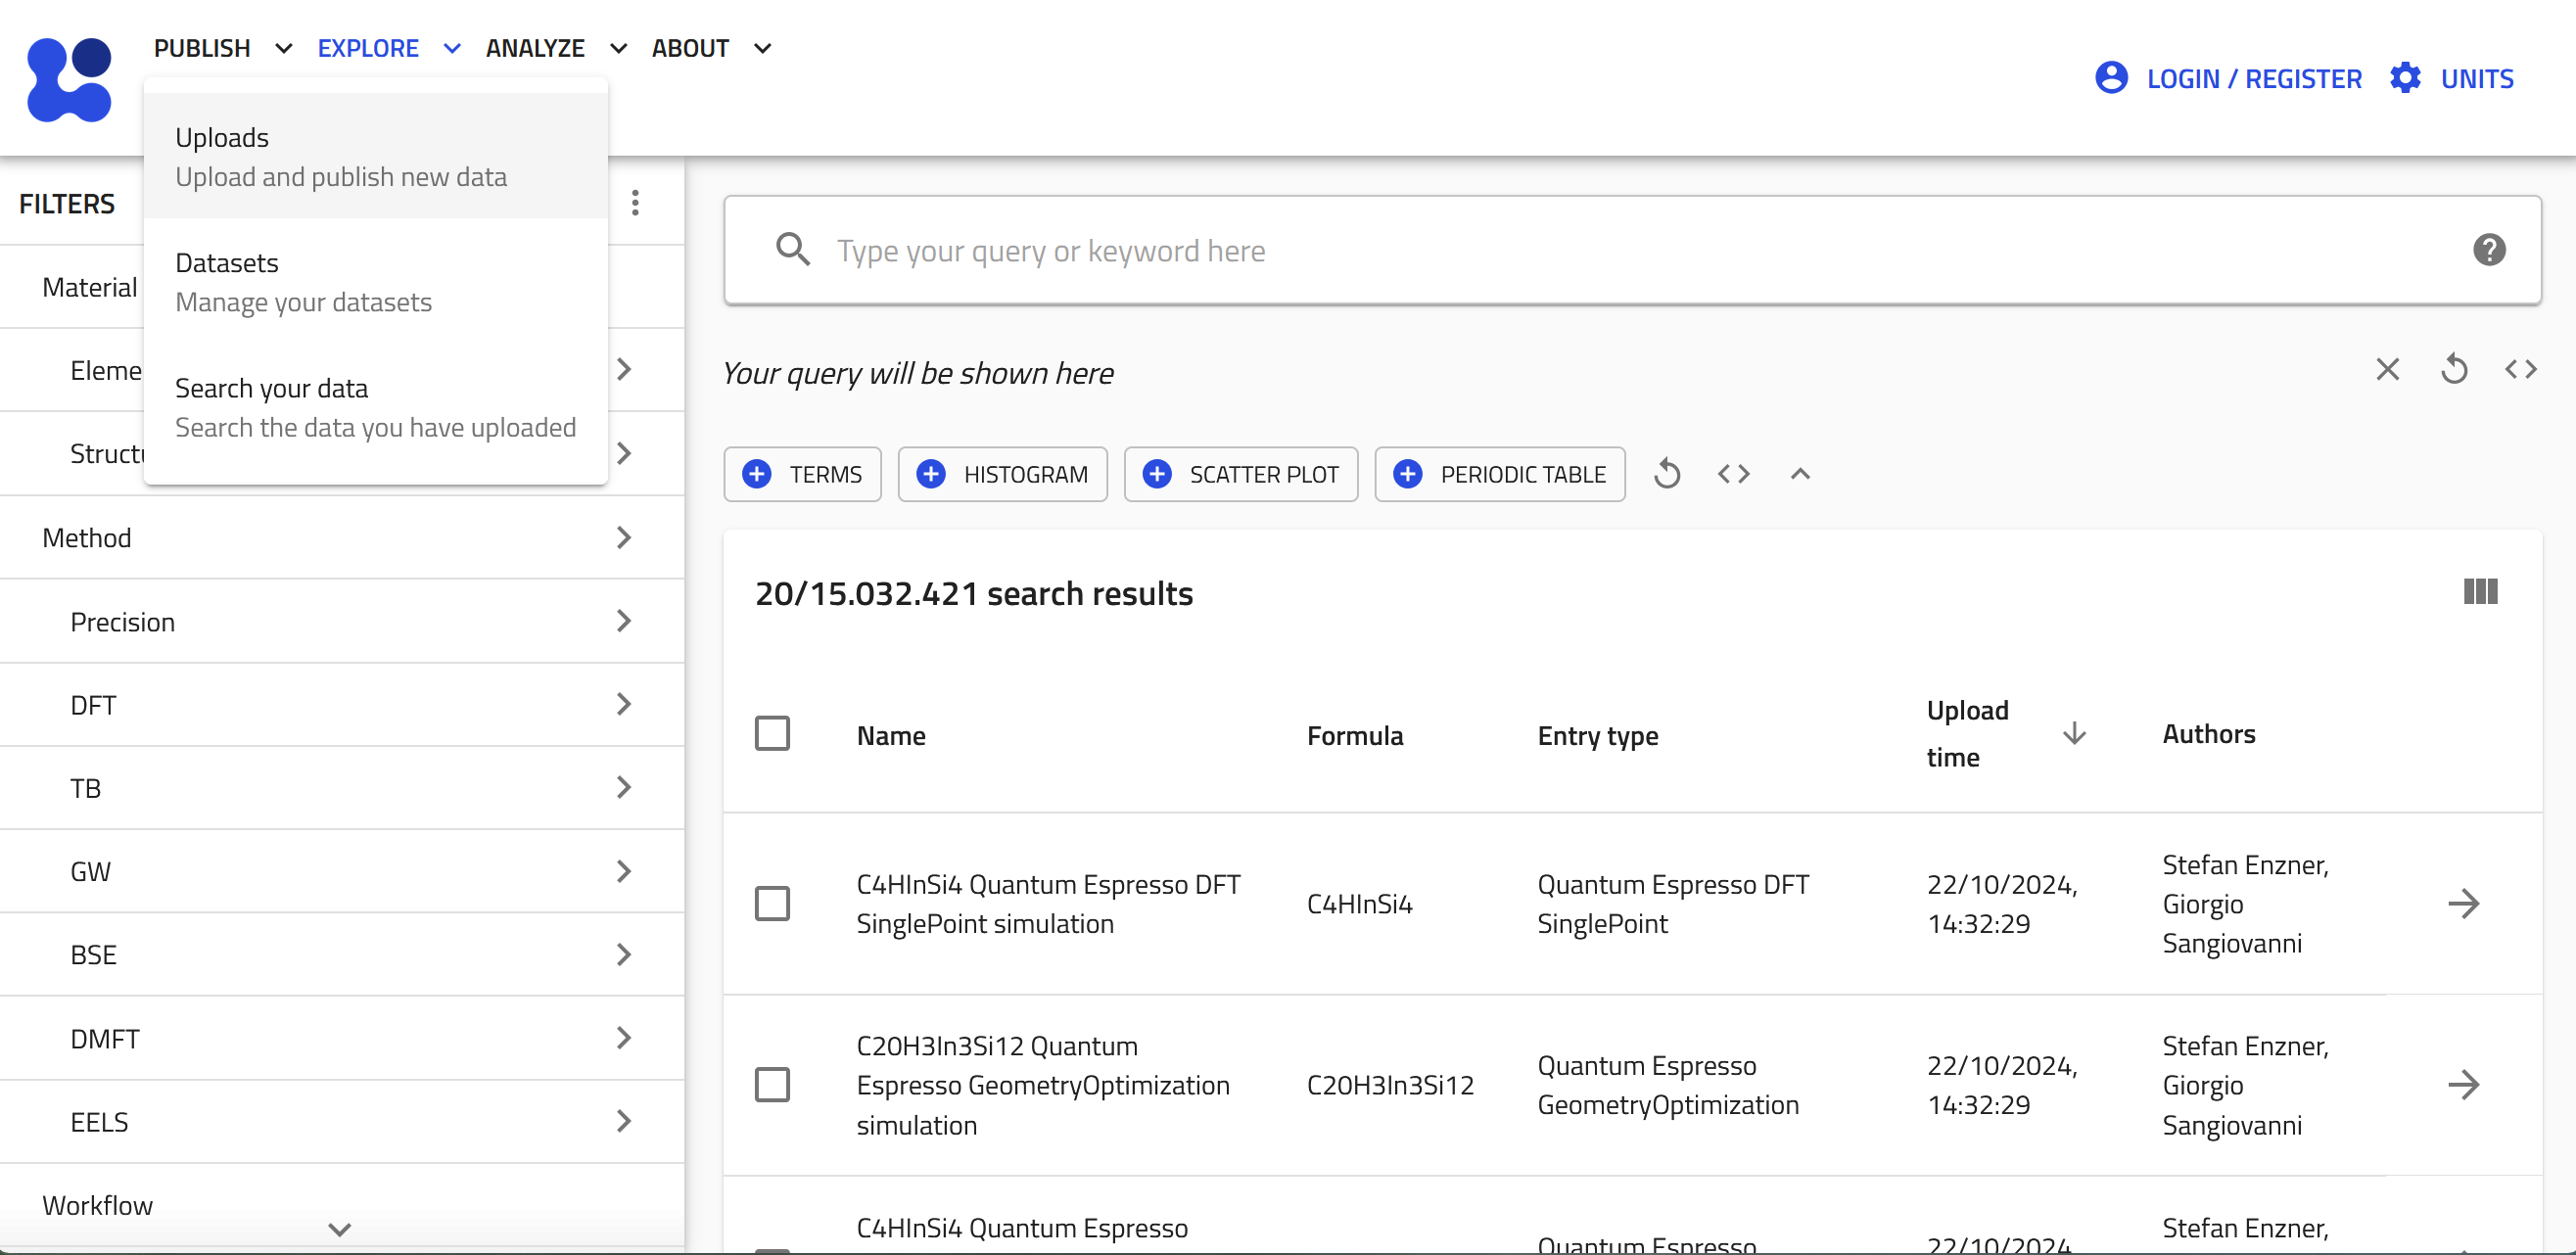 PUBLISH EXPLORE ANALYZE ABOUT
LOGIN / REGISTER UNITS
Uploads
Upload and publish new data
Datasets
Manage your datasets
Search your data
Search the data you have uploaded
FILTERS
Material
Method
Precision
DFT
TB
GW
BSE
DMFT
EELS
Workflow
Type your query or keyword here
Your query will be shown here
TERMS HISTOGRAM SCATTER PLOT PERIODIC TABLE
20/15.032.421 search results
Name Formula Entry type Upload time Authors
C4HInSi4 Quantum Espresso DFT
SinglePoint simulation
C4HInSi4
Quantum Espresso DFT
SinglePoint
22/10/2024,
14:32:29
Stefan Enzner,
Giorgio
Sangiovanni
C20H3In3Si12 Quantum
Espresso GeometryOptimization
simulation
C20H3In3Si12
Quantum Espresso
GeometryOptimization
22/10/2024,
14:32:29
Stefan Enzner,
Giorgio
Sangiovanni
C4HInSi4 Quantum Espresso
Quantum Espresso
22/10/2024
Stefan Enzner,